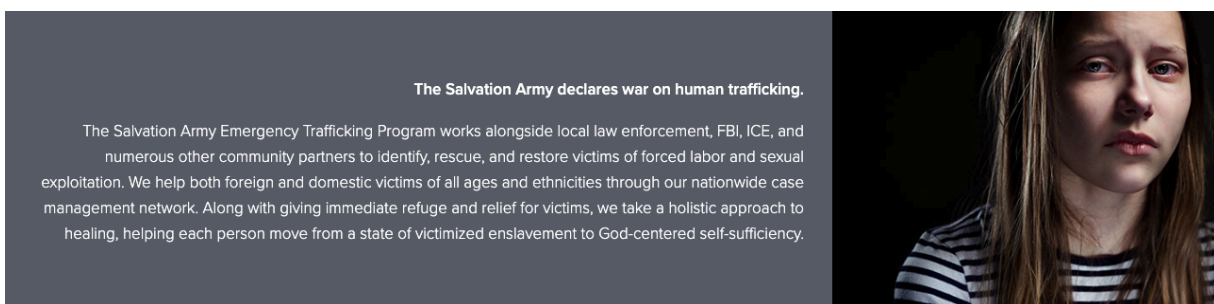 The Salvation Army declares war on human trafficking.
The Salvation Army Emergency Trafficking Program works alongside local law enforcement, FBI, ICE, and
numerous other community partners to identify, rescue, and restore victims of forced labor and sexual
exploitation. We help both foreign and domestic victims of all ages and ethnicities through our nationwide case
management network. Along with giving immediate refuge and relief for victims, we take a holistic approach to
healing, helping each person move from a state of victimized enslavement to God-centered self-sufficiency.